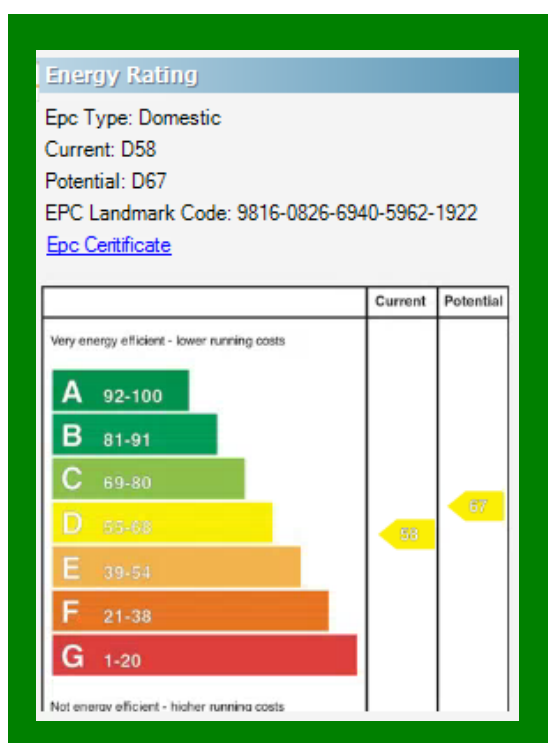 Energy Rating
Epc Type: Domestic
Current: D58
Potential: D67
EPC Landmark Code: 9816-0826-6940-5962-1922
Epc Ceritificate
Current Potential
Very energy efficient - lower running costs
A 92-100
B 81-91
C 69-80
67
D 55-68
58
E 39-54
F 21-38
G 1-20
Not energy efficient - higher running costs